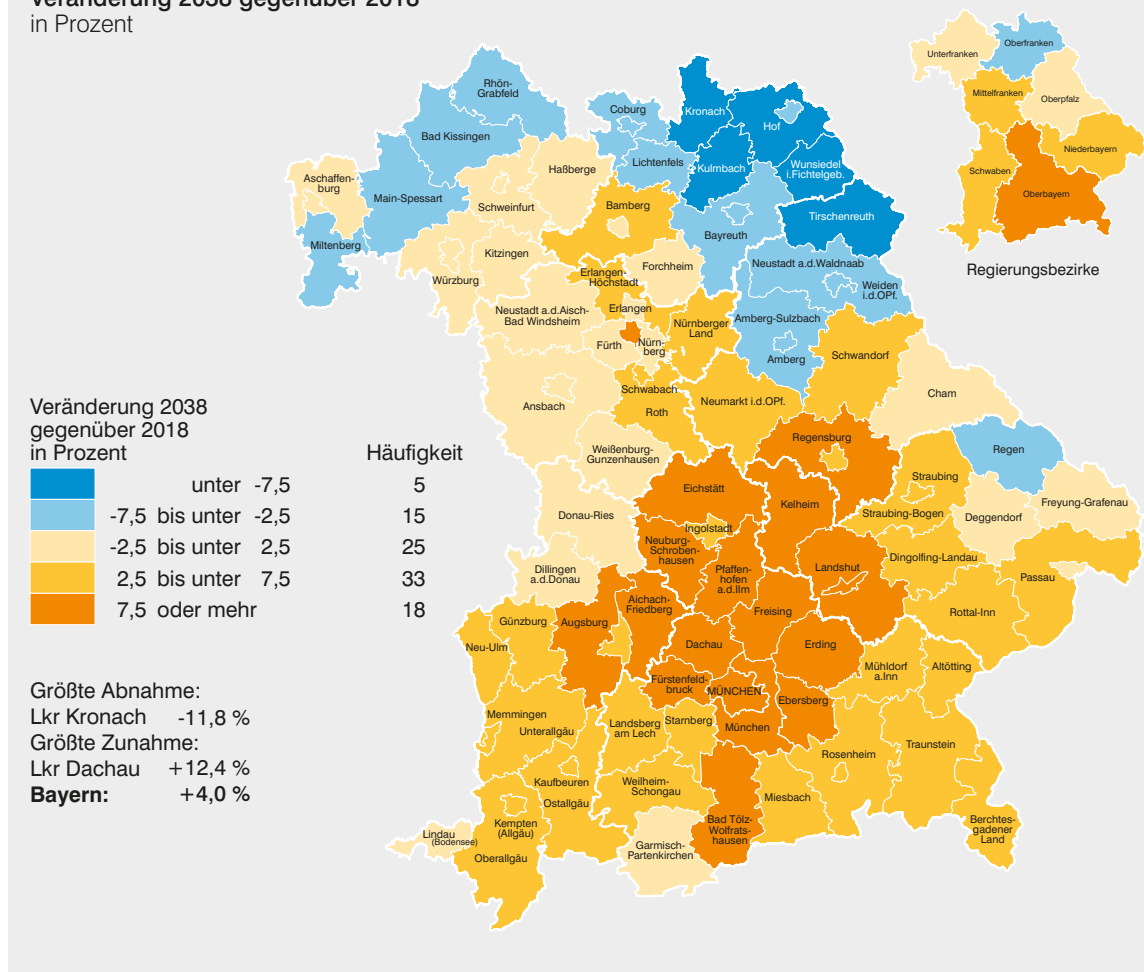 Veränderung 2038 gegenüber 2018
in Prozent
Unterfranken
Oberfranken
Mittelfranken
Oberpfalz
Niederbayern
Schwaben
Oberbayern
Regierungsbezirke
Rhön-
Grabfeld
Bad Kissingen
Coburg
Kronach
Hof
Lichtenfels
Kulmbach
Wunsiedel
i.Fichtelgeb.
Aschaffen-
burg
Haßberge
Main-Spessart
Schweinfurt
Bamberg
Bayreuth
Tirschenreuth
Miltenberg
Kitzingen
Würzburg
Forchheim
Erlangen-
Höchstadt
Neustadt a.d.Waldnaab
Weiden
i.d.OPf.
Neustadt a.d.Aisch-
Bad Windsheim
Erlangen
Nürnberger
Land
Amberg-Sulzbach
Fürth
Nürn-
berg
Amberg
Schwandorf
Ansbach
Schwabach
Roth
Neumarkt i.d.OPf.
Cham
Weißenburg-
Gunzenhausen
Regensburg
Regen
Straubing
Eichstätt
Kelheim
Donau-Ries
Straubing-Bogen
Deggendorf
Freyung-Grafenau
Ingolstadt
Neuburg-
Schroben-
hausen
Dingolfing-Landau
Dillingen
a.d.Donau
Pfaffen-
hofen
a.d.Ilm
Landshut
Passau
Aichach-
Friedberg
Freising
Rottal-Inn
Günzburg
Augsburg
Neu-Ulm
Dachau
Erding
Mühldorf
a.Inn
Altötting
Fürstenfeld-
bruck
MÜNCHEN
Ebersberg
Memmingen
Unterallgäu
Landsberg
am Lech
Starnberg
München
Rosenheim
Traunstein
Kaufbeuren
Ostallgäu
Weilheim-
Schongau
Miesbach
Bad Tölz-
Wolfrats-
hausen
Berchtes-
gadener
Land
Lindau
(Bodensee)
Kempten
(Allgäu)
Oberallgäu
Garmisch-
Partenkirchen
Veränderung 2038
gegenüber 2018
in Prozent Häufigkeit
unter -7,5 5
-7,5 bis unter -2,5 15
-2,5 bis unter 2,5 25
2,5 bis unter 7,5 33
7,5 oder mehr 18
Größte Abnahme:
Lkr Kronach -11,8 %
Größte Zunahme:
Lkr Dachau +12,4 %
Bayern: +4,0 %